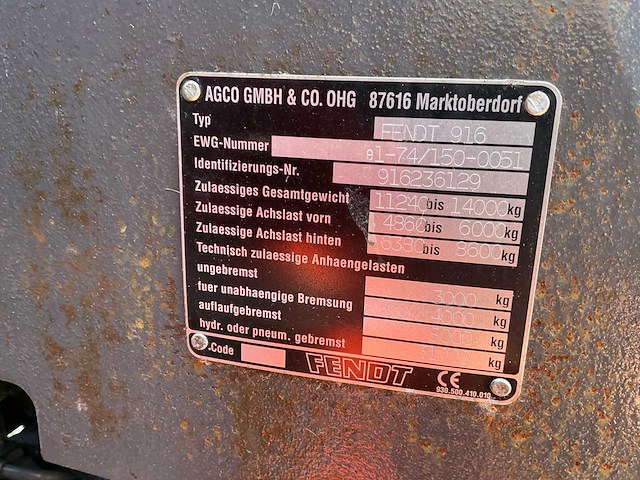 AGCO GMBH & CO. OHG 87616 Marktoberdorf
Typ FENDT 916
EWG-Nummer e1-74/150-0051
Identifizierungs-Nr. 916236129
Zulaessiges Gesamtgewicht 11240 bis 14000 kg
Zulaessige Achslast vorn 4860 bis 6000 kg
Zulaessige Achslast hinten 6380 bis 8600 kg
Technisch zulaessige Anhaengelasten
ungebremst 3000 kg
fuer unabhaengige Bremsung kg
auflaufgebremst kg
hydr. oder pneum. gebremst kg
.-Code
FENDT CE
930.500.410.010